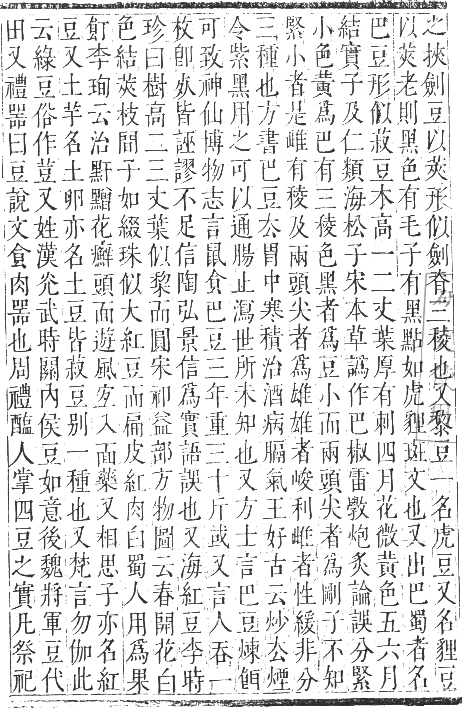 之挾劍豆以莢形似劍脊三稜也又黎豆一名虎豆又名貍豆
以莢老則黑色有毛子有黑點如虎貍斑文也又出巴蜀者名
巴豆形似菽豆木高一二丈葉厚有刺四月花微黃色五六月
結實子及仁類海松子宋本草譌作巴椒雷斅炮炙論誤分緊
小色黃爲巴有三稜色黑者爲豆小而兩頭尖者爲剛子不知
緊小者是雌有稜及兩頭尖者爲雄雄者峻利雌者性緩非分
三種也方書巴豆厺胃中寒積治酒病膈氣王好古云炒厺煙
令紫黑用之可以通腸止瀉世所未知也又方士言巴豆煉餌
可致神仙博物志言鼠食巴豆三年重三十斤或又言人吞一
枚卽㱙皆誣謬不足信陶弘景信爲實語誤也又海紅豆李時
珍曰樹高二三丈葉似棃而圓宋祁益部方物圖云春開花白
色結莢枝間子如綴珠似大紅豆而扁皮紅肉白蜀人用爲果
飣李珣云治花癬頭面遊風宜入面藥又相思子亦名紅
豆又土芋名土卵亦名土豆皆菽豆別一種也又梵言勿伽此
云綠豆俗作荳又姓漢光武時關內侯豆如意後魏將軍豆代
田又禮器曰豆說文食肉器也周禮醢人掌四豆之實凡祭祀